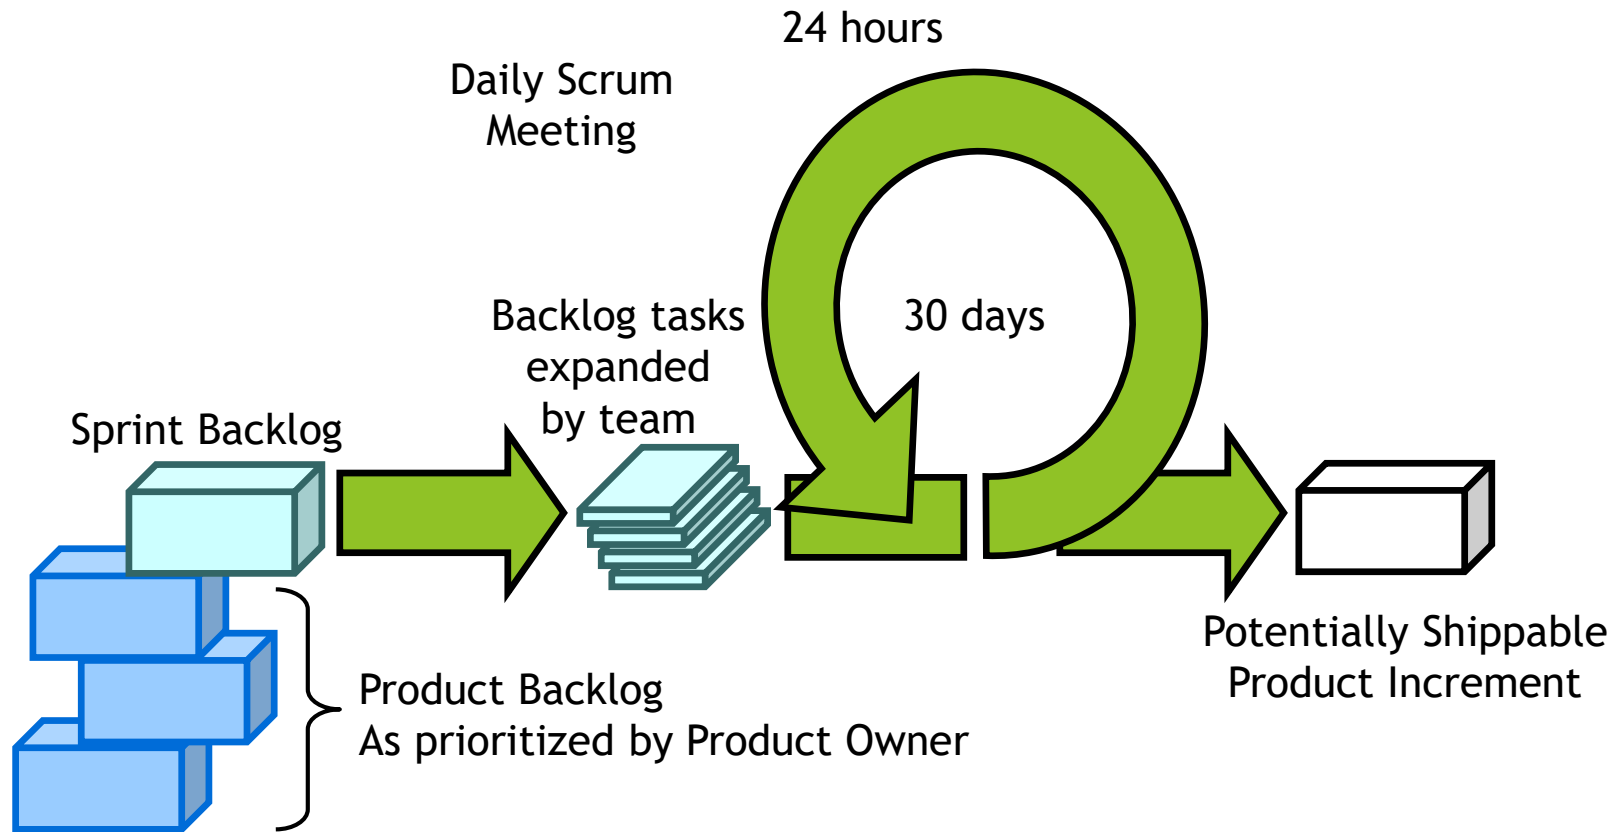 24 hours
Daily Scrum
Meeting
30 days
Backlog tasks
expanded
by team
Sprint Backlog
Potentially Shippable
Product Increment
Product Backlog
As prioritized by Product Owner